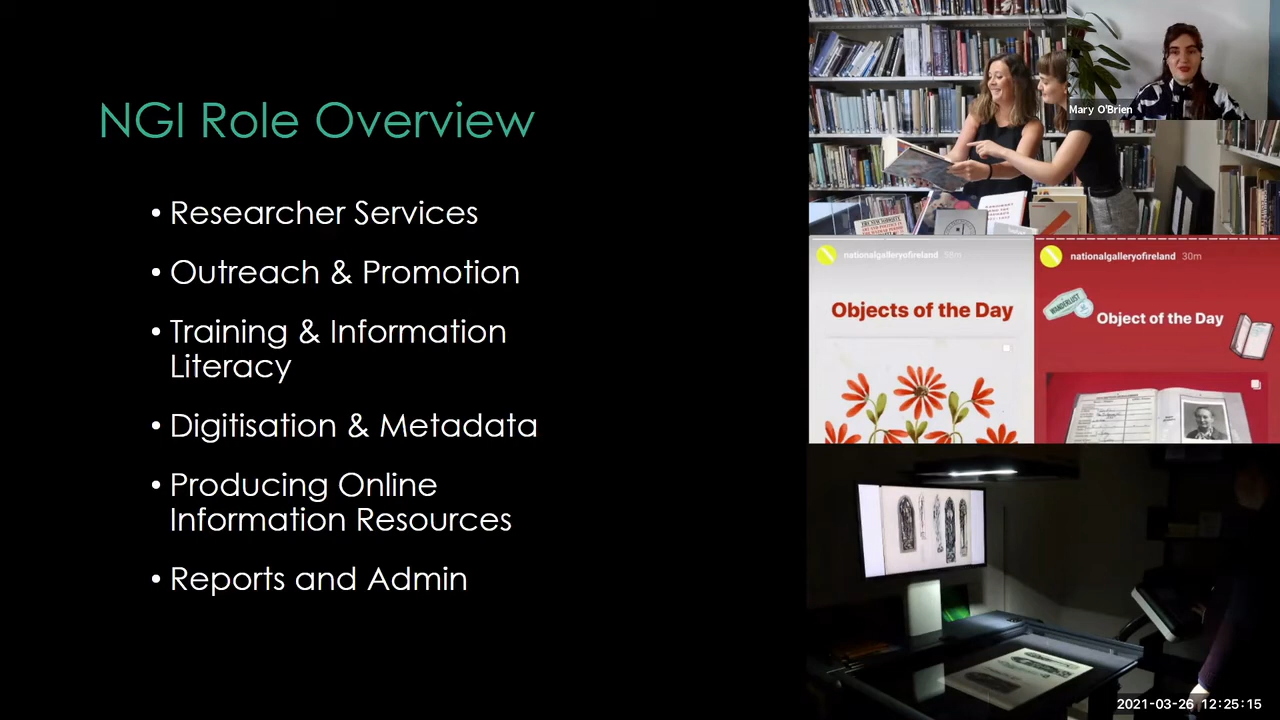 NGI Role Overview
• Researcher Services
• Outreach & Promotion
• Training & Information
Literacy
• Digitisation & Metadata
• Producing Online
Information Resources
• Reports and Admin
Mary O'Brien
nationalgalleryofireland
Objects of the Day
nationalgalleryofireland 30m
WANDERLUST
Object of the Day
2021-03-26 12:25:15